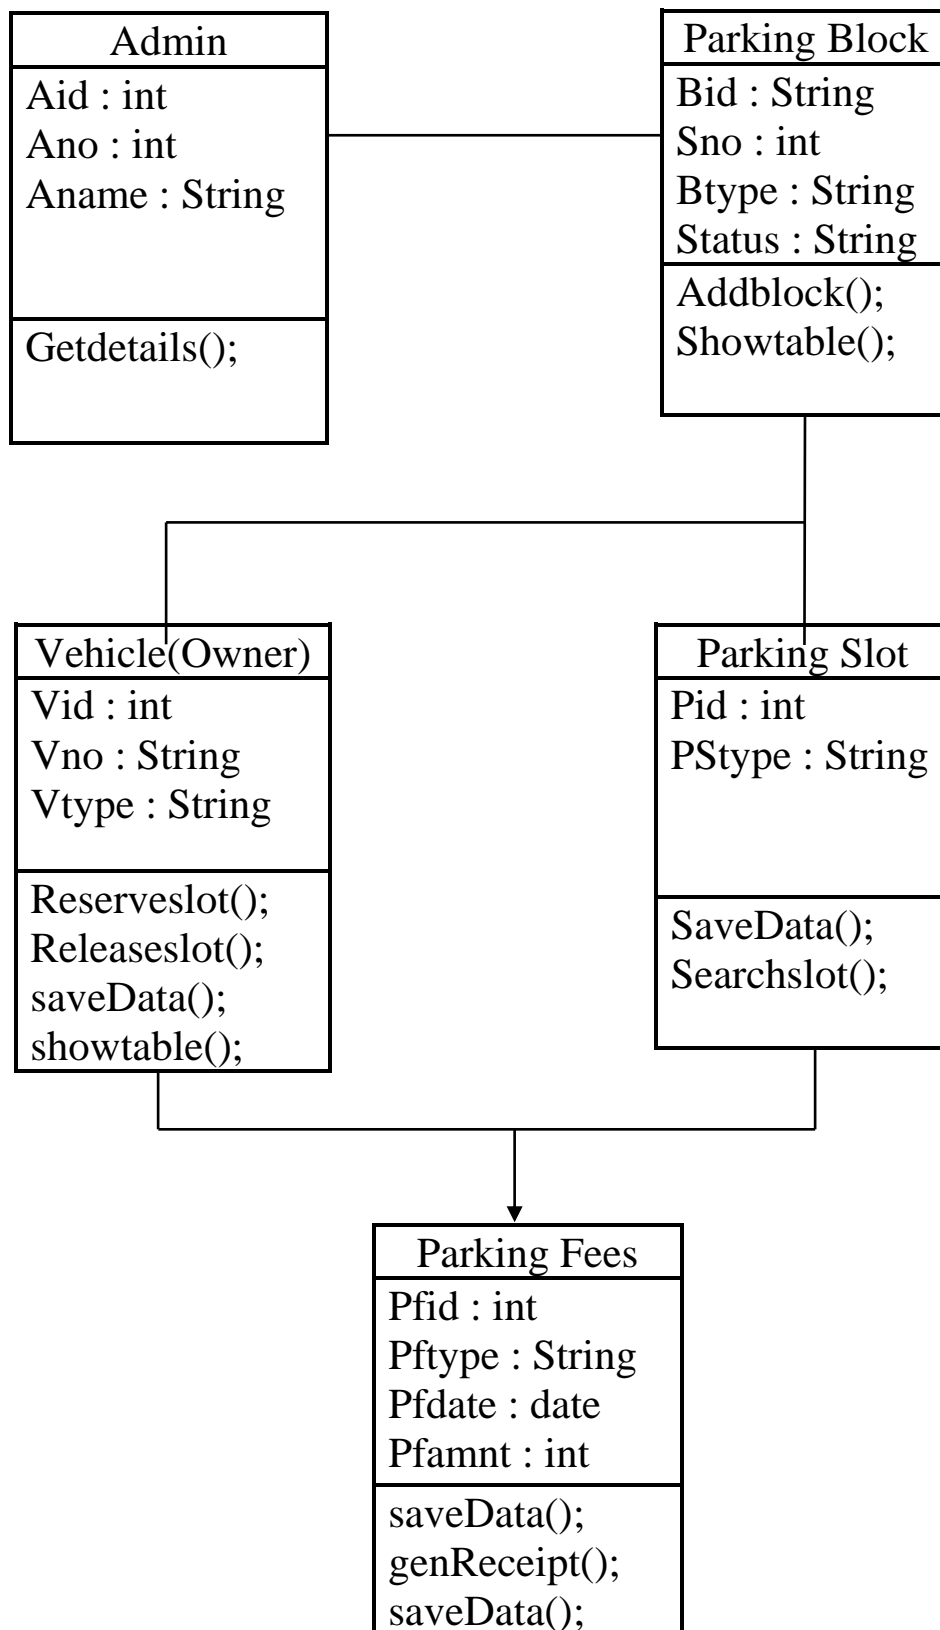 Admin
Aid : int
Ano : int
Aname : String
Getdetails();
Parking Block
Bid : String
Sno : int
Btype : String
Status : String
Addblock();
Showtable();
Vehicle(Owner)
Vid : int
Vno : String
Vtype : String
Reserveslot();
Releaseslot();
saveData();
showtable();
Parking Slot
Pid : int
PStype : String
SaveData();
Searchslot();
Parking Fees
Pfid : int
Pftype : String
Pfdate : date
Pfamnt : int
saveData();
genReceipt();
saveData();